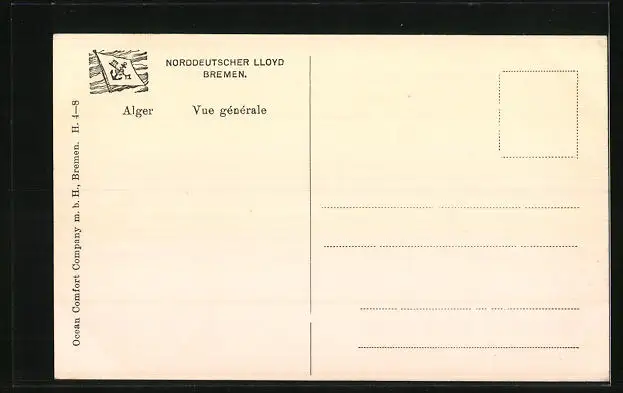 NORDDEUTSCHER LLOYD
BREMEN.
Alger Vue générale
Ocean Comfort Company m. b. H., Bremen. H. 4—8